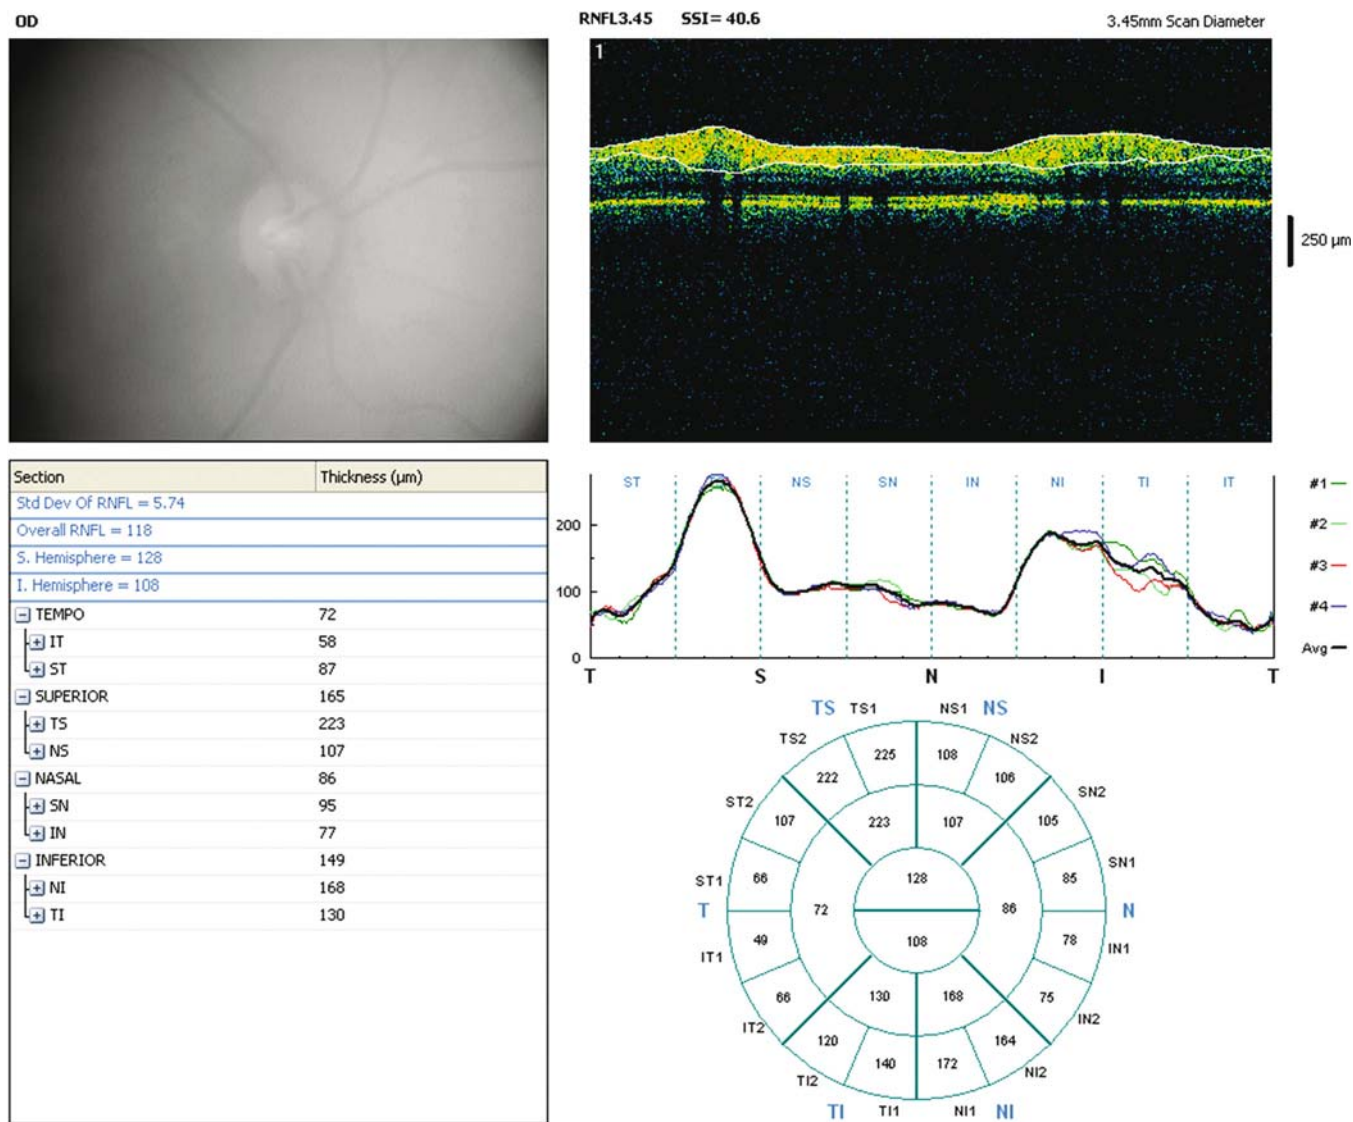 OD
RNFL3.45 SSI= 40.6 3.45mm Scan Diameter
1
250 µm
Section Thickness (µm)
Std Dev Of RNFL = 5.74
Overall RNFL = 118
S. Hemisphere = 128
I. Hemisphere = 108
TEMPO 72
IT 58
ST 87
SUPERIOR 165
TS 223
NS 107
NASAL 86
SN 95
IN 77
INFERIOR 149
NI 168
TI 130
ST NS SN IN NI TI IT
200
100
0
T S N I T
#1
#2
#3
#4
Avg
TS TS1 NS1 NS
TS2 NS2
225 108
222 106
ST2 SN2
107 223 107 105
ST1 66 128 85 SN1
T 72 86 N
IT1 49 108 78 IN1
66 130 168 75
IT2 IN2
120 164
140 172
TI2 NI2
TI TI1 NI1 NI